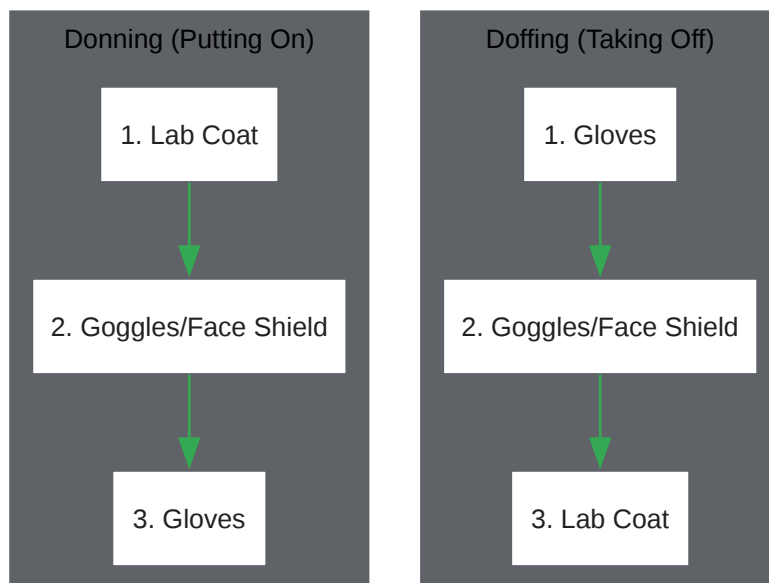 Donning (Putting On)
1. Lab Coat
2. Goggles/Face Shield
3. Gloves
Doffing (Taking Off)
1. Gloves
2. Goggles/Face Shield
3. Lab Coat